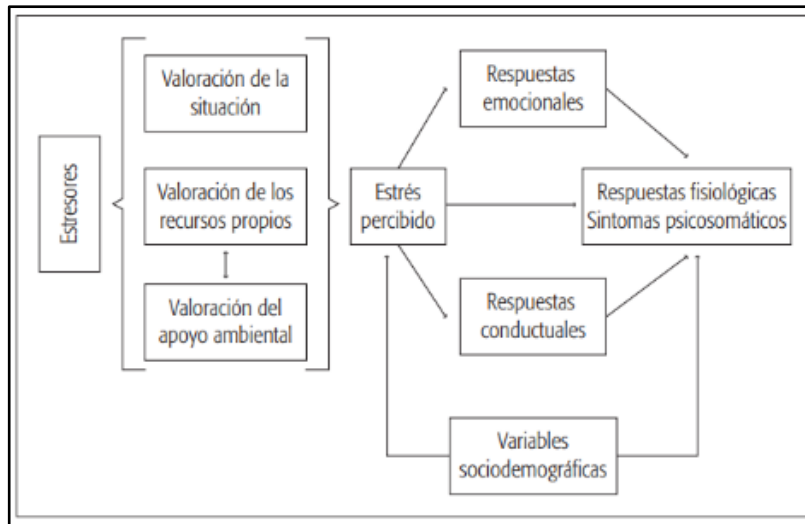 Estresores
Valoración de la
situación
Valoración de los
recursos propios
Valoración del
apoyo ambiental
Estrés
percibido
Respuestas
emocionales
Respuestas
conductuales
Variables
sociodemográficas
Respuestas fisiológicas
Sintomas psicosomáticos